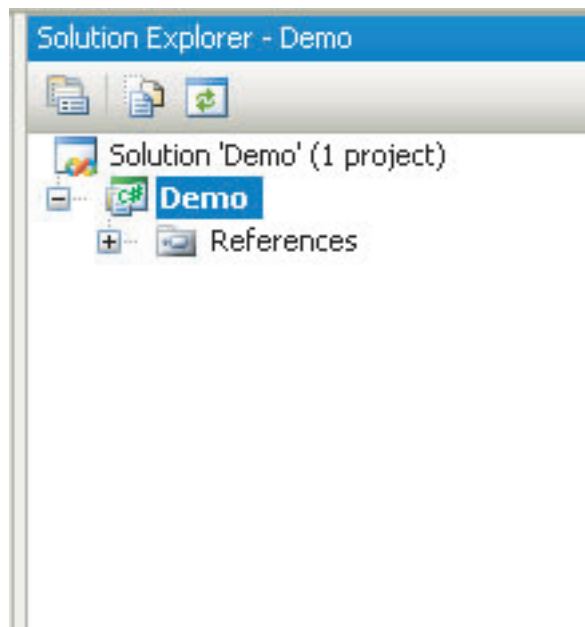 Solution Explorer - Demo
Solution 'Demo' (1 project)
C# Demo
References